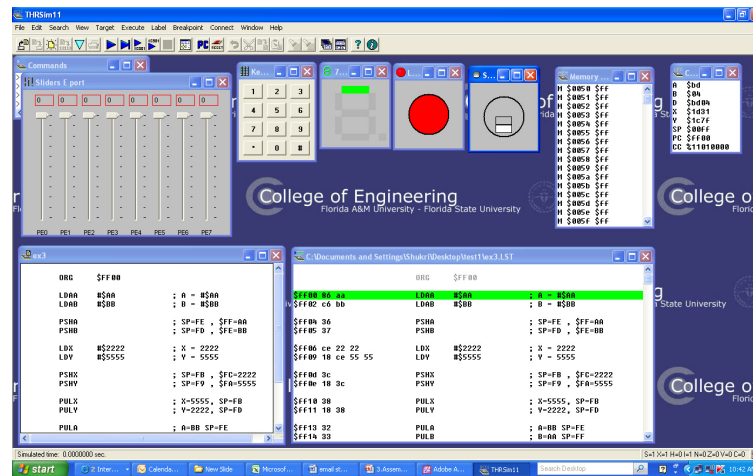 THRSim11
File Edit Search View Target Execute Label Breakpoint Connect Window Help
Commands
Sliders E port
0 0 0 0 0 0 0 0
PE0 PE1 PE2 PE3 PE4 PE5 PE6 PE7
Ke...
1 2 3
4 5 6
7 8 9
* 0 #
7...
L...
S...
Memory ...
M $0050 $ff
M $0051 $ff
M $0052 $ff
M $0053 $ff
M $0054 $ff
M $0055 $ff
M $0056 $ff
M $0057 $ff
M $0058 $ff
M $0059 $ff
M $005a $ff
M $005b $ff
M $005c $ff
M $005d $ff
M $005e $ff
M $005f $ff
C...
A $bd
B $04
D $bd04
X $1d31
Y $1c7f
SP $00FF
PC $ff00
CC %11010000
College of Engineering
Florida A&M University - Florida State University
College o
State University
College o
ex3
ORG $FF00
LDAA #$AA ; A - #$AA
LDAB #$BB ; B - #$BB
PSHA ; SP=FE , $FF=AA
PSHB ; SP=FD , $FE=BB
LDX #$2222 ; X - 2222
LDY #$5555 ; Y - 5555
PSHX ; SP=FB , $FC=2222
PSHY ; SP=F9 , $FA=5555
PULX ; X=5555, SP=FB
PULY ; Y=2222, SP=FD
PULA ; A=BB SP=FE
C:\Documents and Settings\Shukri\Desktop\test1\ex3.LST
ORG $FF00
$ff00 86 aa LDAA #$AA ; A - #$AA
$ff02 c6 bb LDAB #$BB ; B - #$BB
$ff04 36 PSHA ; SP=FE , $FF=AA
$ff05 37 PSHB ; SP=FD , $FE=BB
$ff06 ce 22 22 LDX #$2222 ; X - 2222
$ff09 18 ce 55 55 LDY #$5555 ; Y - 5555
$ff0d 3c PSHX ; SP=FB , $FC=2222
$ff0e 18 3c PSHY ; SP=F9 , $FA=5555
$ff10 38 PULX ; X=5555, SP=FB
$ff11 18 38 PULY ; Y=2222, SP=FD
$ff13 32 PULA ; A=BB SP=FE
$ff14 33 PULB ; B=AA SP=FF
Simulated time: 0.0000000 sec.
S=1 X=1 H=0 I=1 N=0 Z=0 V=0 C=0
start
2 Inter...
Calenda...
New Slide
Microsof...
email st...
3.Assem...
Adobe A...
THRSim11
Search Desktop
10:42 AM